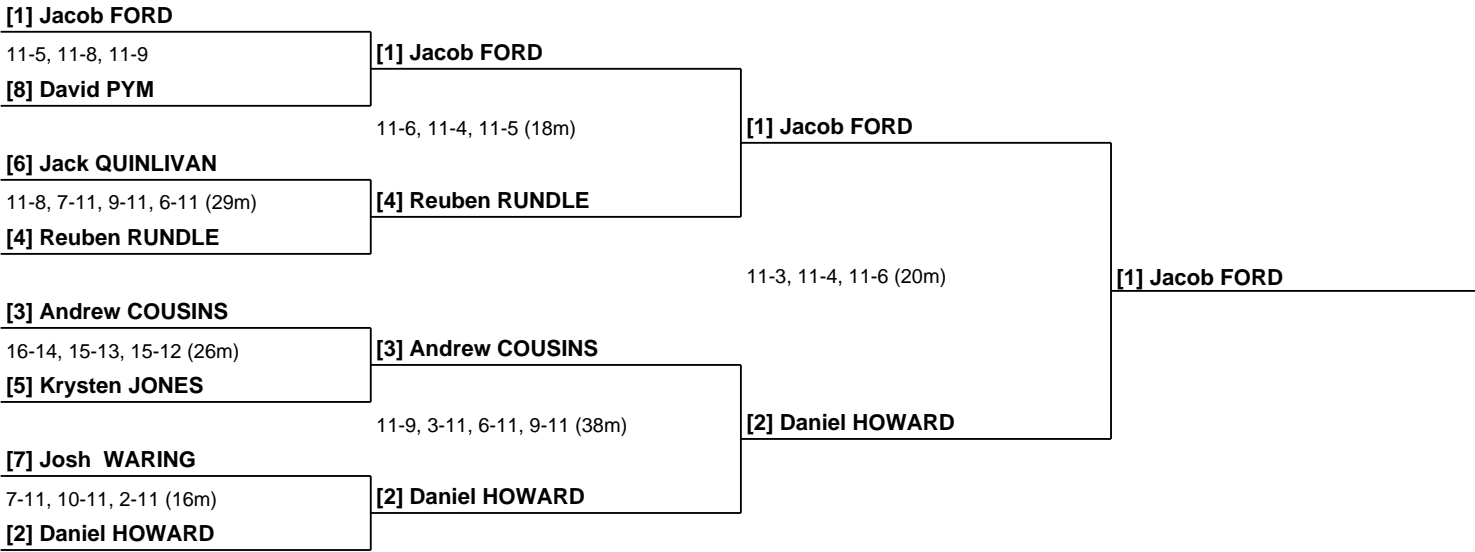 [1] Jacob FORD
11-5, 11-8, 11-9
[8] David PYM
[6] Jack QUINLIVAN
11-8, 7-11, 9-11, 6-11 (29m)
[4] Reuben RUNDLE
[3] Andrew COUSINS
16-14, 15-13, 15-12 (26m)
[5] Krysten JONES
[7] Josh  WARING
7-11, 10-11, 2-11 (16m)
[2] Daniel HOWARD
[1] Jacob FORD
11-6, 11-4, 11-5 (18m)
[4] Reuben RUNDLE
[3] Andrew COUSINS
11-9, 3-11, 6-11, 9-11 (38m)
[2] Daniel HOWARD
[1] Jacob FORD
11-3, 11-4, 11-6 (20m)
[2] Daniel HOWARD
[1] Jacob FORD